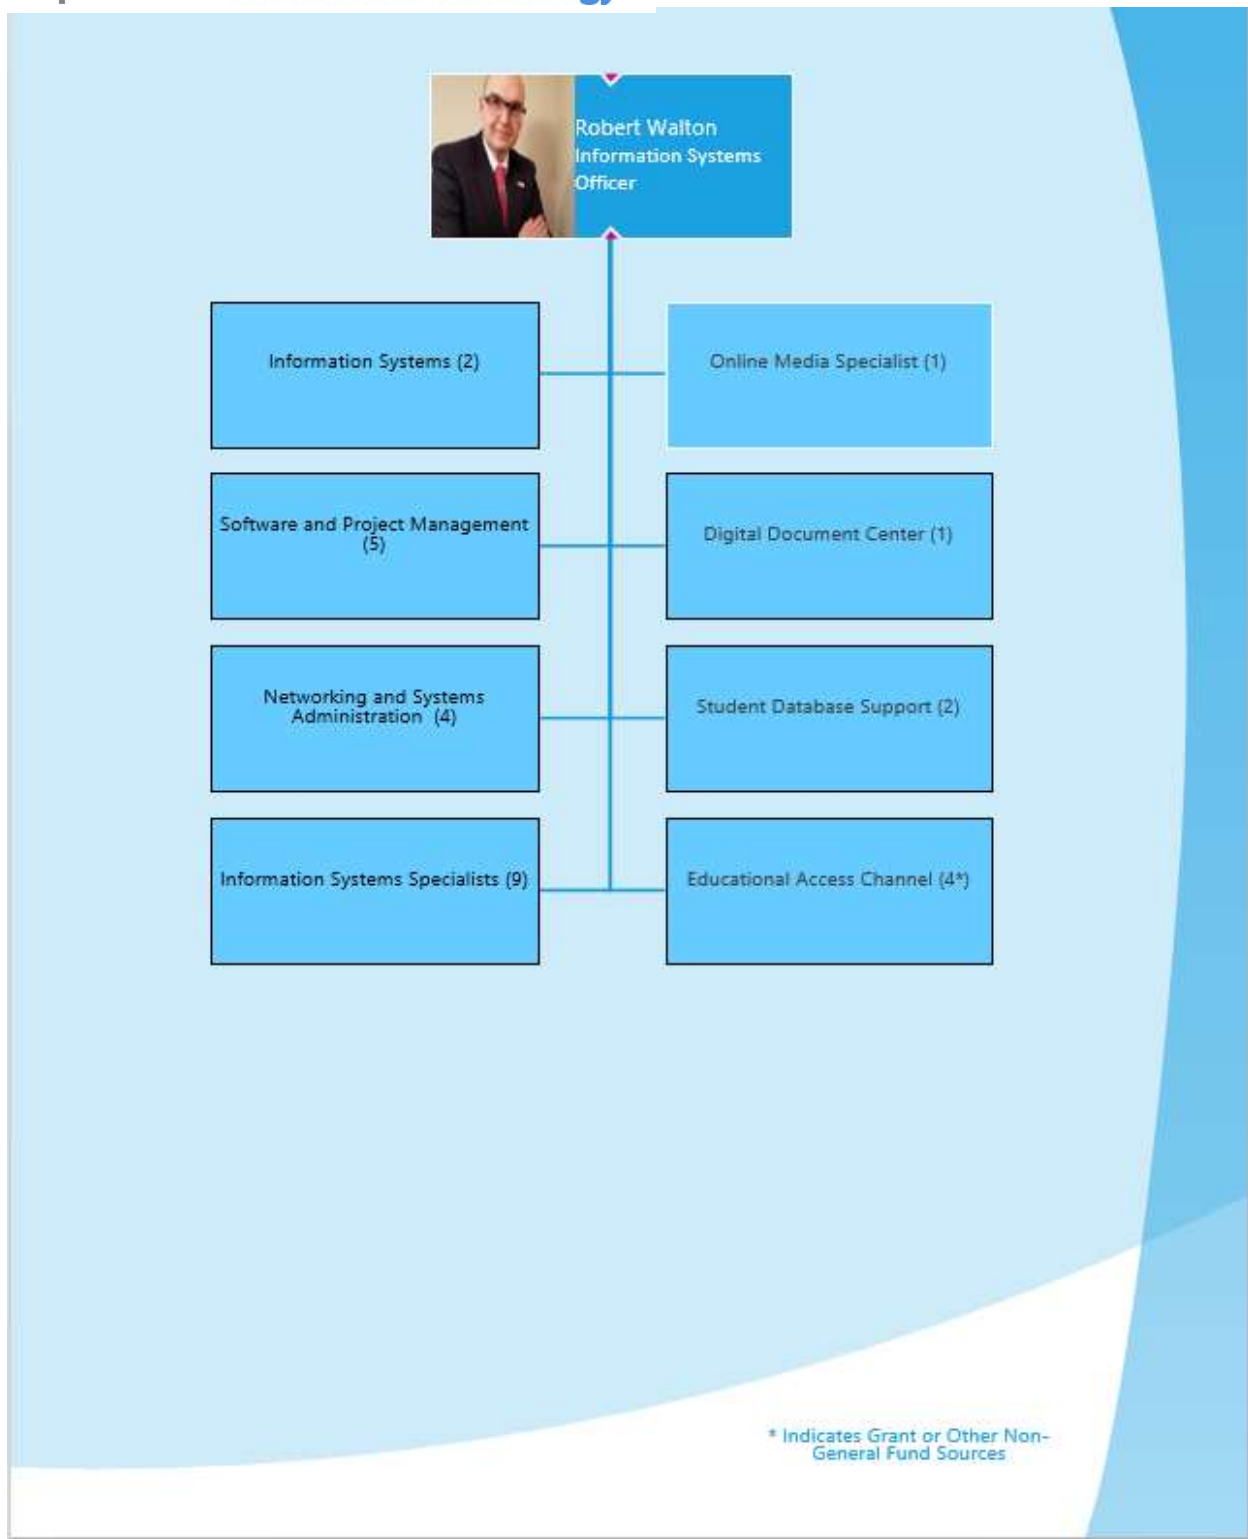 Robert Walton
Information Systems
Officer
Information Systems (2)
Online Media Specialist (1)
Software and Project Management
(5)
Digital Document Center (1)
Networking and Systems
Administration  (4)
Student Database Support (2)
Information Systems Specialists (9)
Educational Access Channel (4*)
* Indicates Grant or Other Non-
General Fund Sources